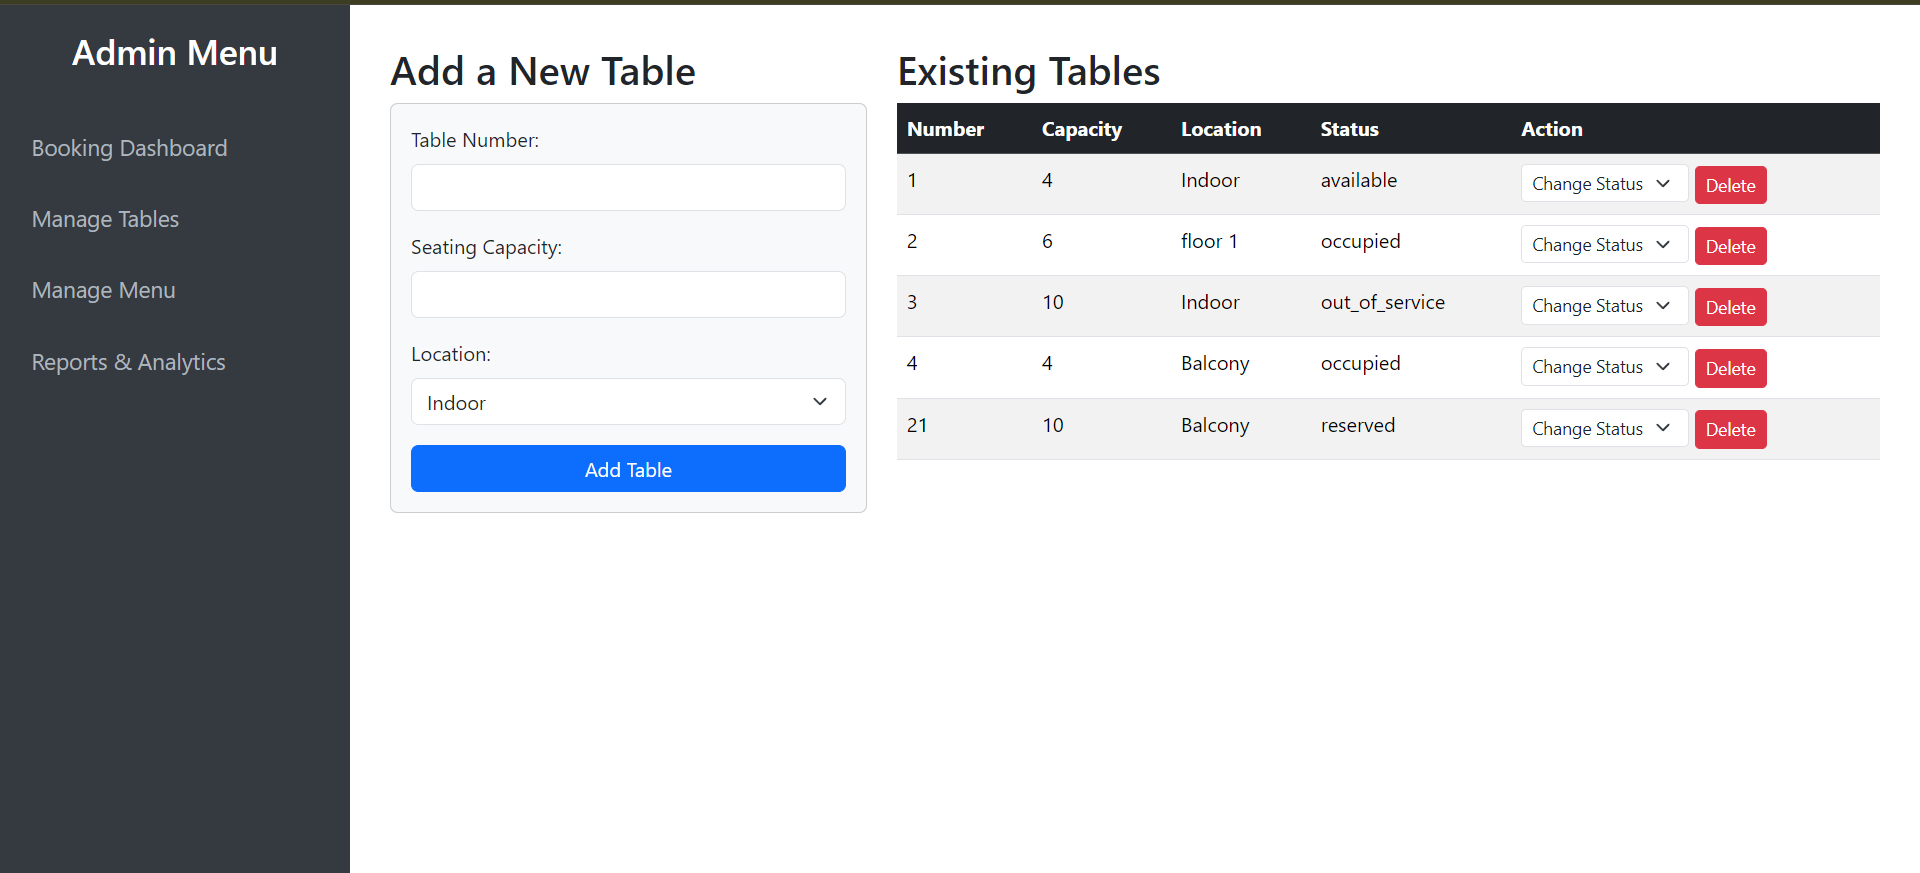 Admin Menu
Booking Dashboard
Manage Tables
Manage Menu
Reports & Analytics
Add a New Table
Table Number:
Seating Capacity:
Location:
Indoor
Add Table
Existing Tables
Number Capacity Location Status Action
1 4 Indoor available Change Status Delete
2 6 floor 1 occupied Change Status Delete
3 10 Indoor out_of_service Change Status Delete
4 4 Balcony occupied Change Status Delete
21 10 Balcony reserved Change Status Delete